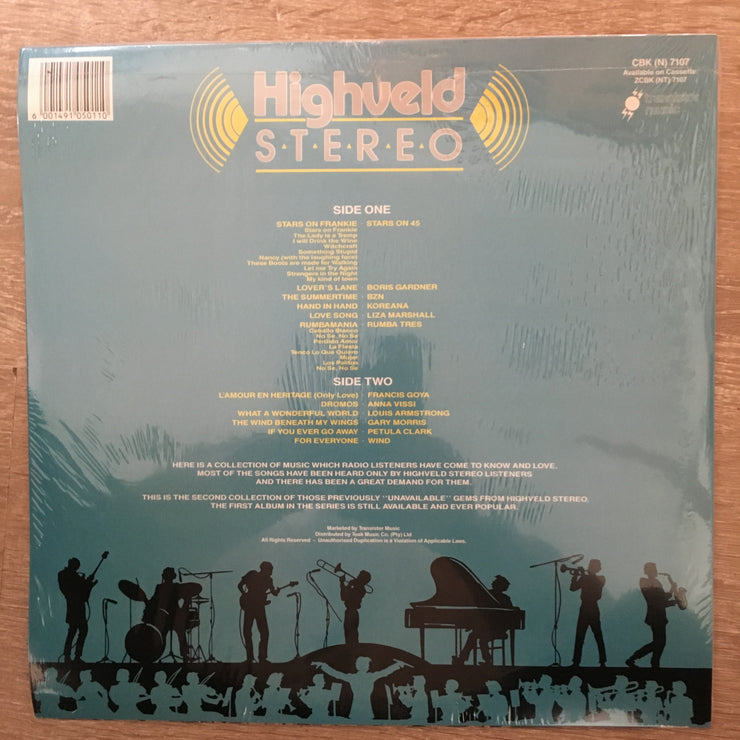 6 001491 050110
CBK (N) 7107
Available on Cassette:
ZCBK (NT) 7107
transistor music
Highveld
S·T·E·R·E·O
SIDE ONE
STARS ON FRANKIE · STARS ON 45
Stars on Frankie
The Lady is a Tramp
I will Drink the Wine
Witchcraft
Something Stupid
Nancy (with the laughing face)
These Boots are made for Walking
Let me Try Again
Strangers in the Night
My kind of town
LOVER'S LANE · BORIS GARDNER
THE SUMMERTIME · BZN
HAND IN HAND · KOREANA
LOVE SONG · LIZA MARSHALL
RUMBAMANIA · RUMBA TRES
Caballo Blanco
No Se, No Se
Perdido Amor
La Fiesta
Tengo Lo Que Quiero
Mujer
Los Palitos
No Se, No Se
SIDE TWO
L'AMOUR EN HERITAGE (Only Love) · FRANCIS GOYA
DROMOS · ANNA VISSI
WHAT A WONDERFUL WORLD · LOUIS ARMSTRONG
THE WIND BENEATH MY WINGS · GARY MORRIS
IF YOU EVER GO AWAY · PETULA CLARK
FOR EVERYONE · WIND
HERE IS A COLLECTION OF MUSIC WHICH RADIO LISTENERS HAVE COME TO KNOW AND LOVE.
MOST OF THE SONGS HAVE BEEN HEARD ONLY BY HIGHVELD STEREO LISTENERS
AND THERE HAS BEEN A GREAT DEMAND FOR THEM.
THIS IS THE SECOND COLLECTION OF THOSE PREVIOUSLY "UNAVAILABLE" GEMS FROM HIGHVELD STEREO.
THE FIRST ALBUM IN THE SERIES IS STILL AVAILABLE AND EVER POPULAR.
Marketed by Transistor Music
Distributed by Tusk Music Co. (Pty) Ltd
All Rights Reserved – Unauthorised Duplication is a Violation of Applicable Laws.